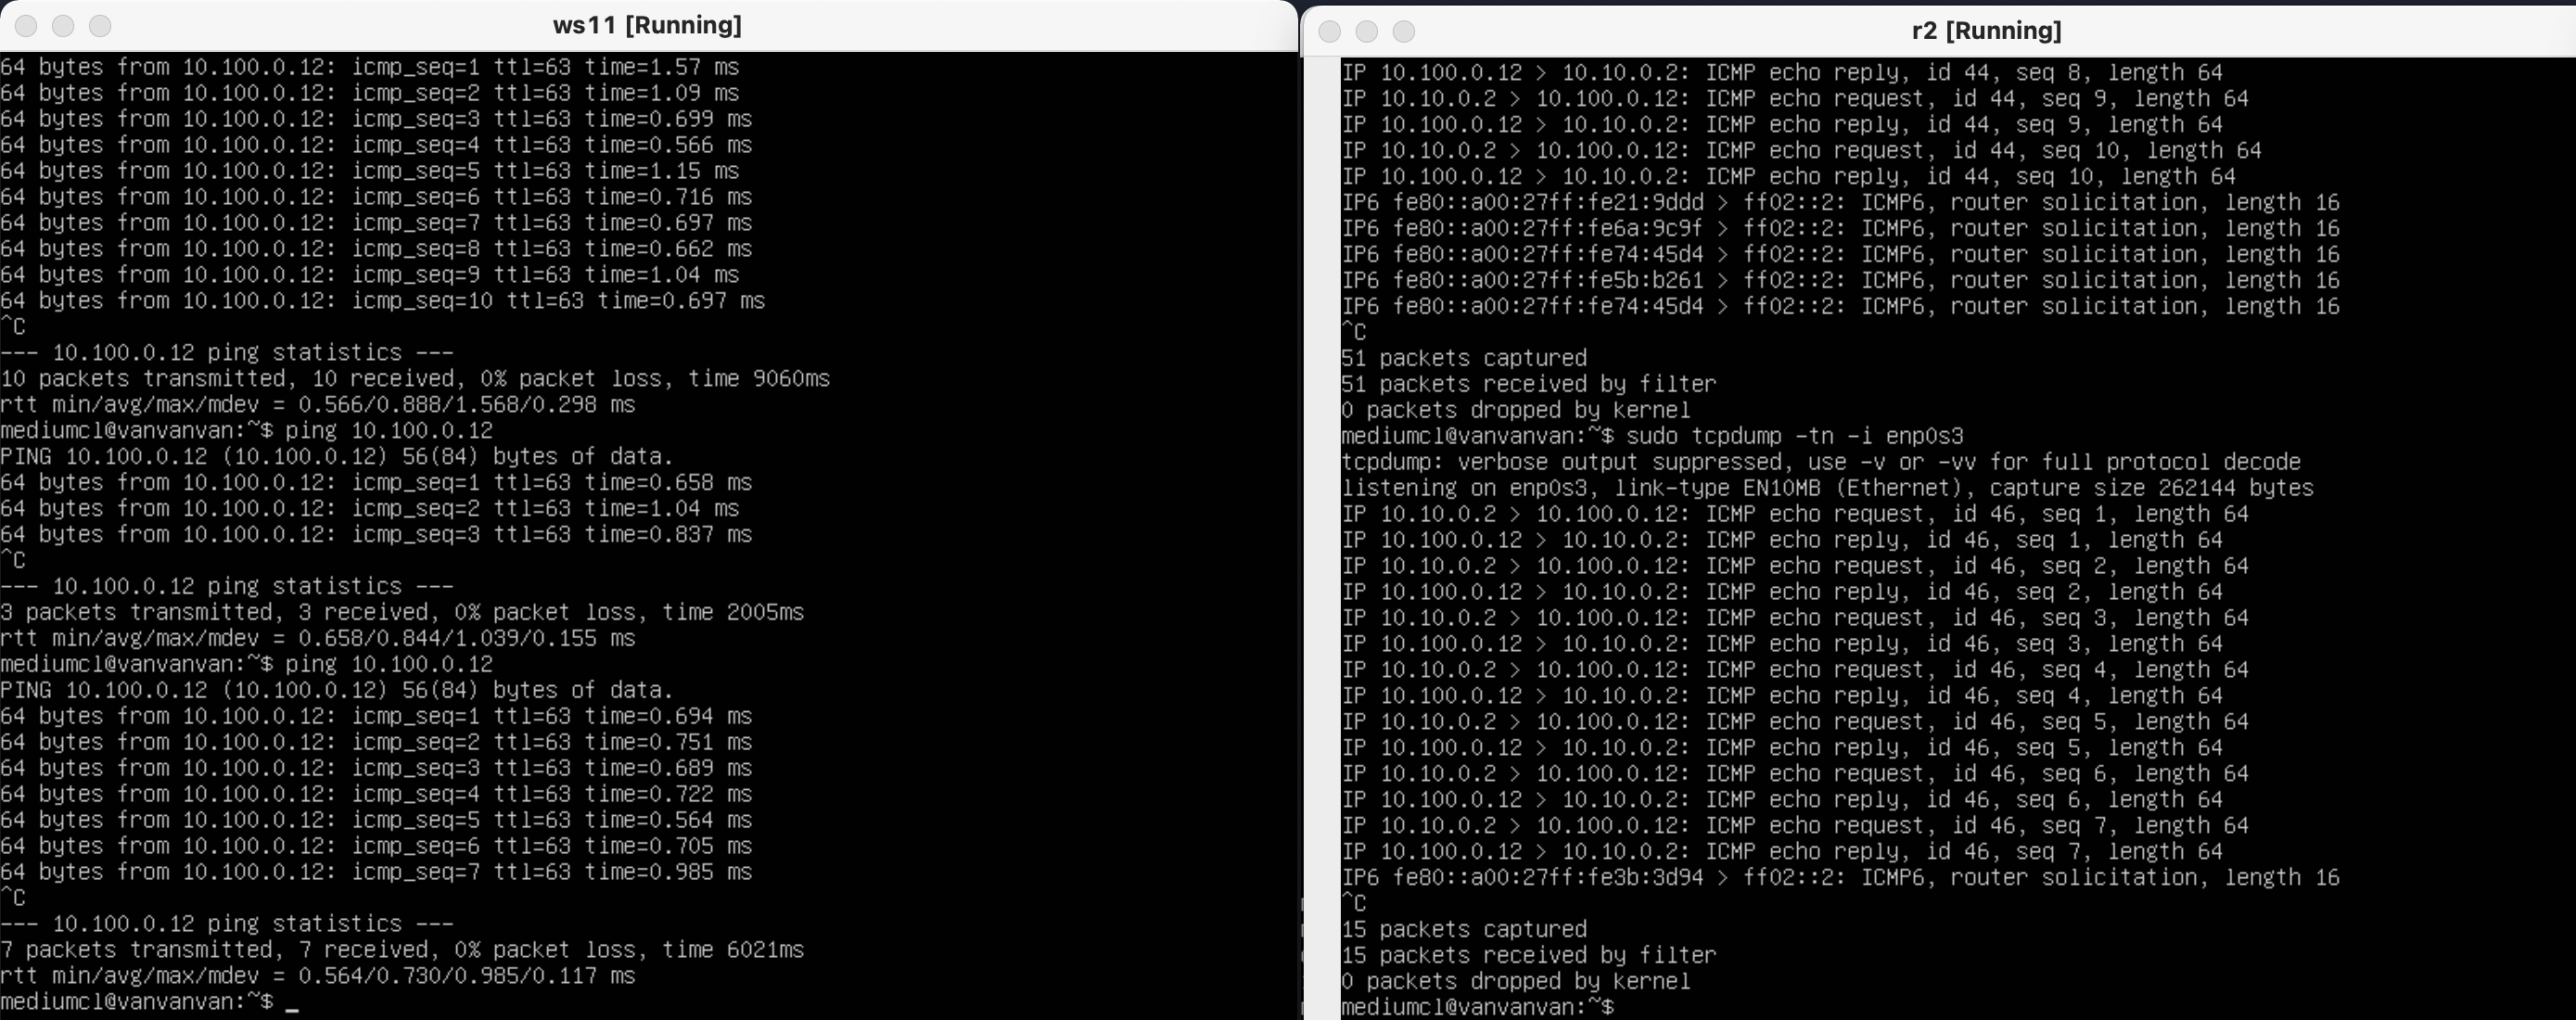 ws11 [Running]
64 bytes from 10.100.0.12: icmp_seq=1 ttl=63 time=1.57 ms
64 bytes from 10.100.0.12: icmp_seq=2 ttl=63 time=1.09 ms
64 bytes from 10.100.0.12: icmp_seq=3 ttl=63 time=0.699 ms
64 bytes from 10.100.0.12: icmp_seq=4 ttl=63 time=0.566 ms
64 bytes from 10.100.0.12: icmp_seq=5 ttl=63 time=1.15 ms
64 bytes from 10.100.0.12: icmp_seq=6 ttl=63 time=0.716 ms
64 bytes from 10.100.0.12: icmp_seq=7 ttl=63 time=0.697 ms
64 bytes from 10.100.0.12: icmp_seq=8 ttl=63 time=0.662 ms
64 bytes from 10.100.0.12: icmp_seq=9 ttl=63 time=1.04 ms
64 bytes from 10.100.0.12: icmp_seq=10 ttl=63 time=0.697 ms
^C
--- 10.100.0.12 ping statistics ---
10 packets transmitted, 10 received, 0% packet loss, time 9060ms
rtt min/avg/max/mdev = 0.566/0.888/1.568/0.298 ms
mediumcl@vanvanvan:~$ ping 10.100.0.12
PING 10.100.0.12 (10.100.0.12) 56(84) bytes of data.
64 bytes from 10.100.0.12: icmp_seq=1 ttl=63 time=0.658 ms
64 bytes from 10.100.0.12: icmp_seq=2 ttl=63 time=1.04 ms
64 bytes from 10.100.0.12: icmp_seq=3 ttl=63 time=0.837 ms
^C
--- 10.100.0.12 ping statistics ---
3 packets transmitted, 3 received, 0% packet loss, time 2005ms
rtt min/avg/max/mdev = 0.658/0.844/1.039/0.155 ms
mediumcl@vanvanvan:~$ ping 10.100.0.12
PING 10.100.0.12 (10.100.0.12) 56(84) bytes of data.
64 bytes from 10.100.0.12: icmp_seq=1 ttl=63 time=0.694 ms
64 bytes from 10.100.0.12: icmp_seq=2 ttl=63 time=0.751 ms
64 bytes from 10.100.0.12: icmp_seq=3 ttl=63 time=0.689 ms
64 bytes from 10.100.0.12: icmp_seq=4 ttl=63 time=0.722 ms
64 bytes from 10.100.0.12: icmp_seq=5 ttl=63 time=0.564 ms
64 bytes from 10.100.0.12: icmp_seq=6 ttl=63 time=0.705 ms
64 bytes from 10.100.0.12: icmp_seq=7 ttl=63 time=0.985 ms
^C
--- 10.100.0.12 ping statistics ---
7 packets transmitted, 7 received, 0% packet loss, time 6021ms
rtt min/avg/max/mdev = 0.564/0.730/0.985/0.117 ms
mediumcl@vanvanvan:~$ _
r2 [Running]
IP 10.100.0.12 > 10.10.0.2: ICMP echo reply, id 44, seq 8, length 64
IP 10.10.0.2 > 10.100.0.12: ICMP echo request, id 44, seq 9, length 64
IP 10.100.0.12 > 10.10.0.2: ICMP echo reply, id 44, seq 9, length 64
IP 10.10.0.2 > 10.100.0.12: ICMP echo request, id 44, seq 10, length 64
IP 10.100.0.12 > 10.10.0.2: ICMP echo reply, id 44, seq 10, length 64
IP6 fe80::a00:27ff:fe21:9ddd > ff02::2: ICMP6, router solicitation, length 16
IP6 fe80::a00:27ff:fe6a:9c9f > ff02::2: ICMP6, router solicitation, length 16
IP6 fe80::a00:27ff:fe74:45d4 > ff02::2: ICMP6, router solicitation, length 16
IP6 fe80::a00:27ff:fe5b:b261 > ff02::2: ICMP6, router solicitation, length 16
IP6 fe80::a00:27ff:fe74:45d4 > ff02::2: ICMP6, router solicitation, length 16
^C
51 packets captured
51 packets received by filter
0 packets dropped by kernel
mediumcl@vanvanvan:~$ sudo tcpdump -tn -i enp0s3
tcpdump: verbose output suppressed, use -v or -vv for full protocol decode
listening on enp0s3, link-type EN10MB (Ethernet), capture size 262144 bytes
IP 10.10.0.2 > 10.100.0.12: ICMP echo request, id 46, seq 1, length 64
IP 10.100.0.12 > 10.10.0.2: ICMP echo reply, id 46, seq 1, length 64
IP 10.10.0.2 > 10.100.0.12: ICMP echo request, id 46, seq 2, length 64
IP 10.100.0.12 > 10.10.0.2: ICMP echo reply, id 46, seq 2, length 64
IP 10.10.0.2 > 10.100.0.12: ICMP echo request, id 46, seq 3, length 64
IP 10.100.0.12 > 10.10.0.2: ICMP echo reply, id 46, seq 3, length 64
IP 10.10.0.2 > 10.100.0.12: ICMP echo request, id 46, seq 4, length 64
IP 10.100.0.12 > 10.10.0.2: ICMP echo reply, id 46, seq 4, length 64
IP 10.10.0.2 > 10.100.0.12: ICMP echo request, id 46, seq 5, length 64
IP 10.100.0.12 > 10.10.0.2: ICMP echo reply, id 46, seq 5, length 64
IP 10.10.0.2 > 10.100.0.12: ICMP echo request, id 46, seq 6, length 64
IP 10.100.0.12 > 10.10.0.2: ICMP echo reply, id 46, seq 6, length 64
IP 10.10.0.2 > 10.100.0.12: ICMP echo request, id 46, seq 7, length 64
IP 10.100.0.12 > 10.10.0.2: ICMP echo reply, id 46, seq 7, length 64
IP6 fe80::a00:27ff:fe3b:3d94 > ff02::2: ICMP6, router solicitation, length 16
^C
15 packets captured
15 packets received by filter
0 packets dropped by kernel
mediumcl@vanvanvan:~$